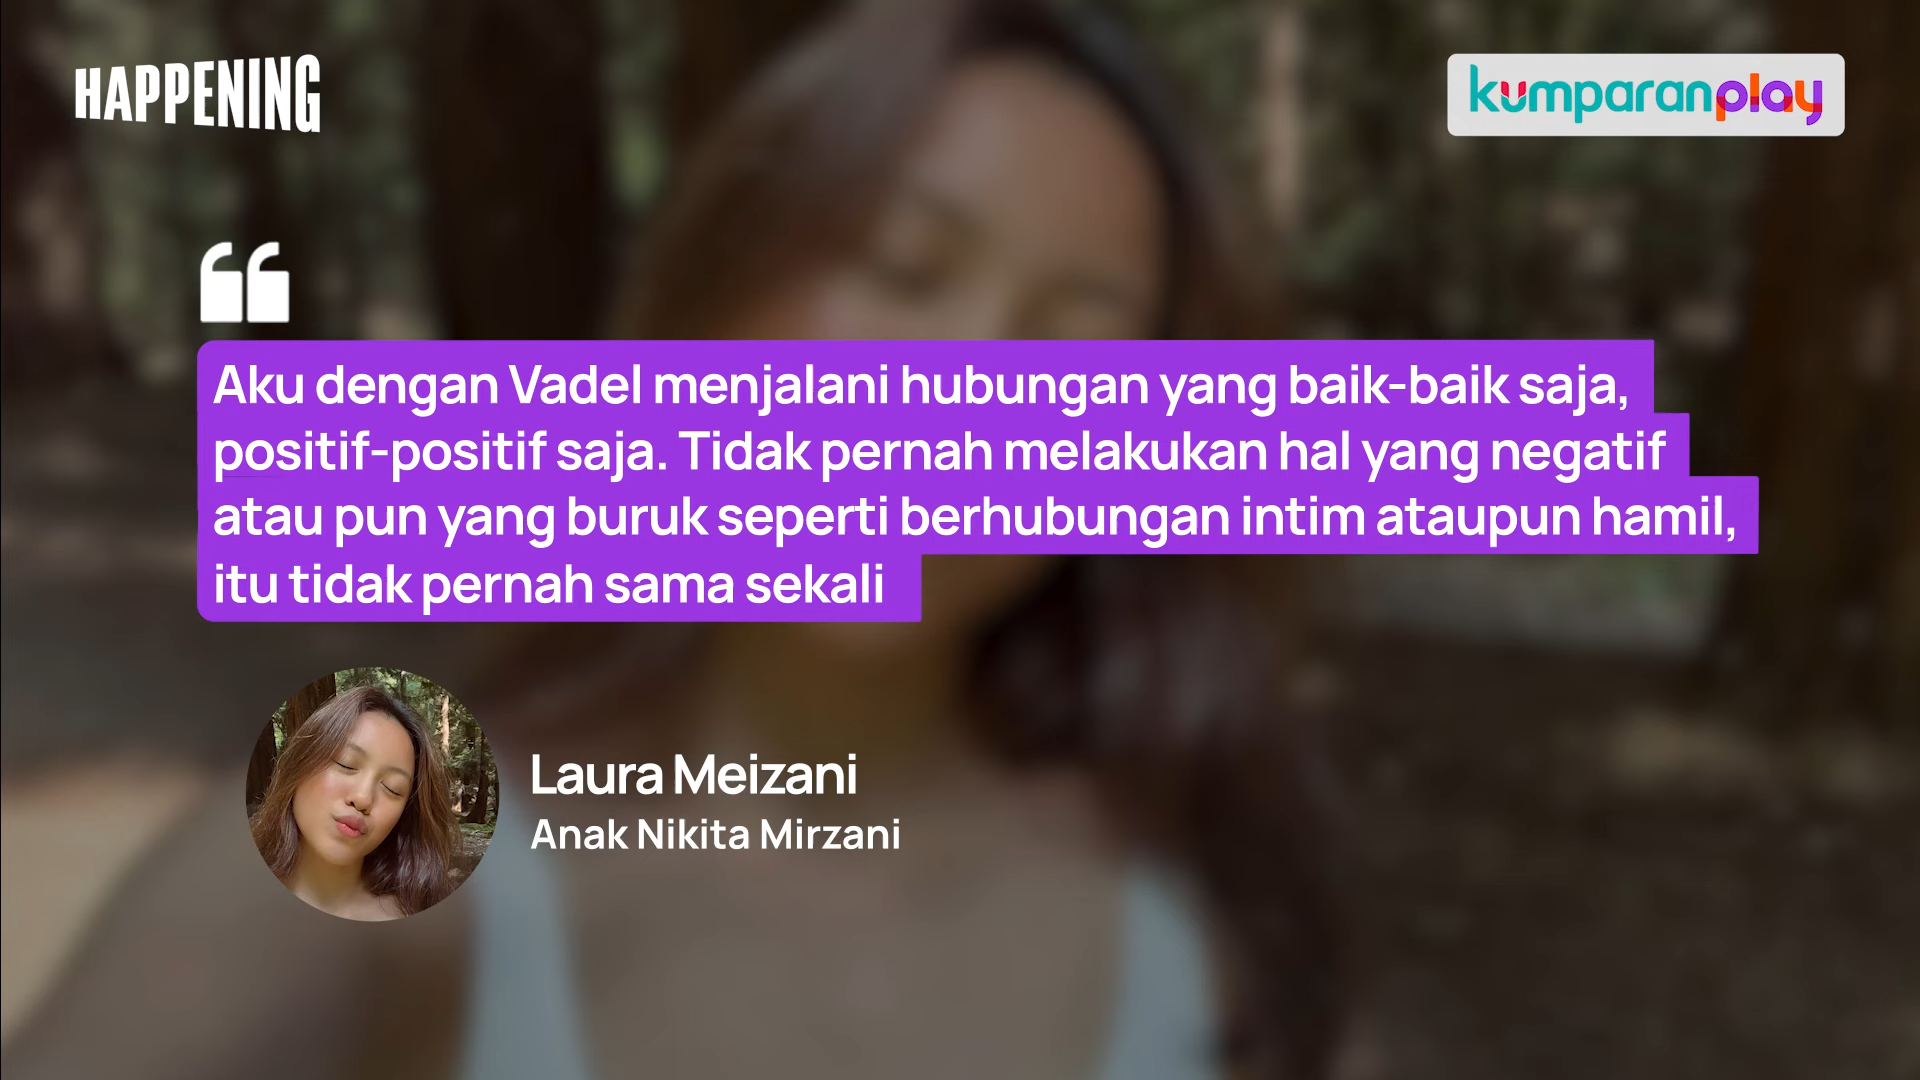 HAPPENING
kumparanplay
“
Aku dengan Vadel menjalani hubungan yang baik-baik saja,
positif-positif saja. Tidak pernah melakukan hal yang negatif
atau pun yang buruk seperti berhubungan intim ataupun hamil,
itu tidak pernah sama sekali
Laura Meizani
Anak Nikita Mirzani